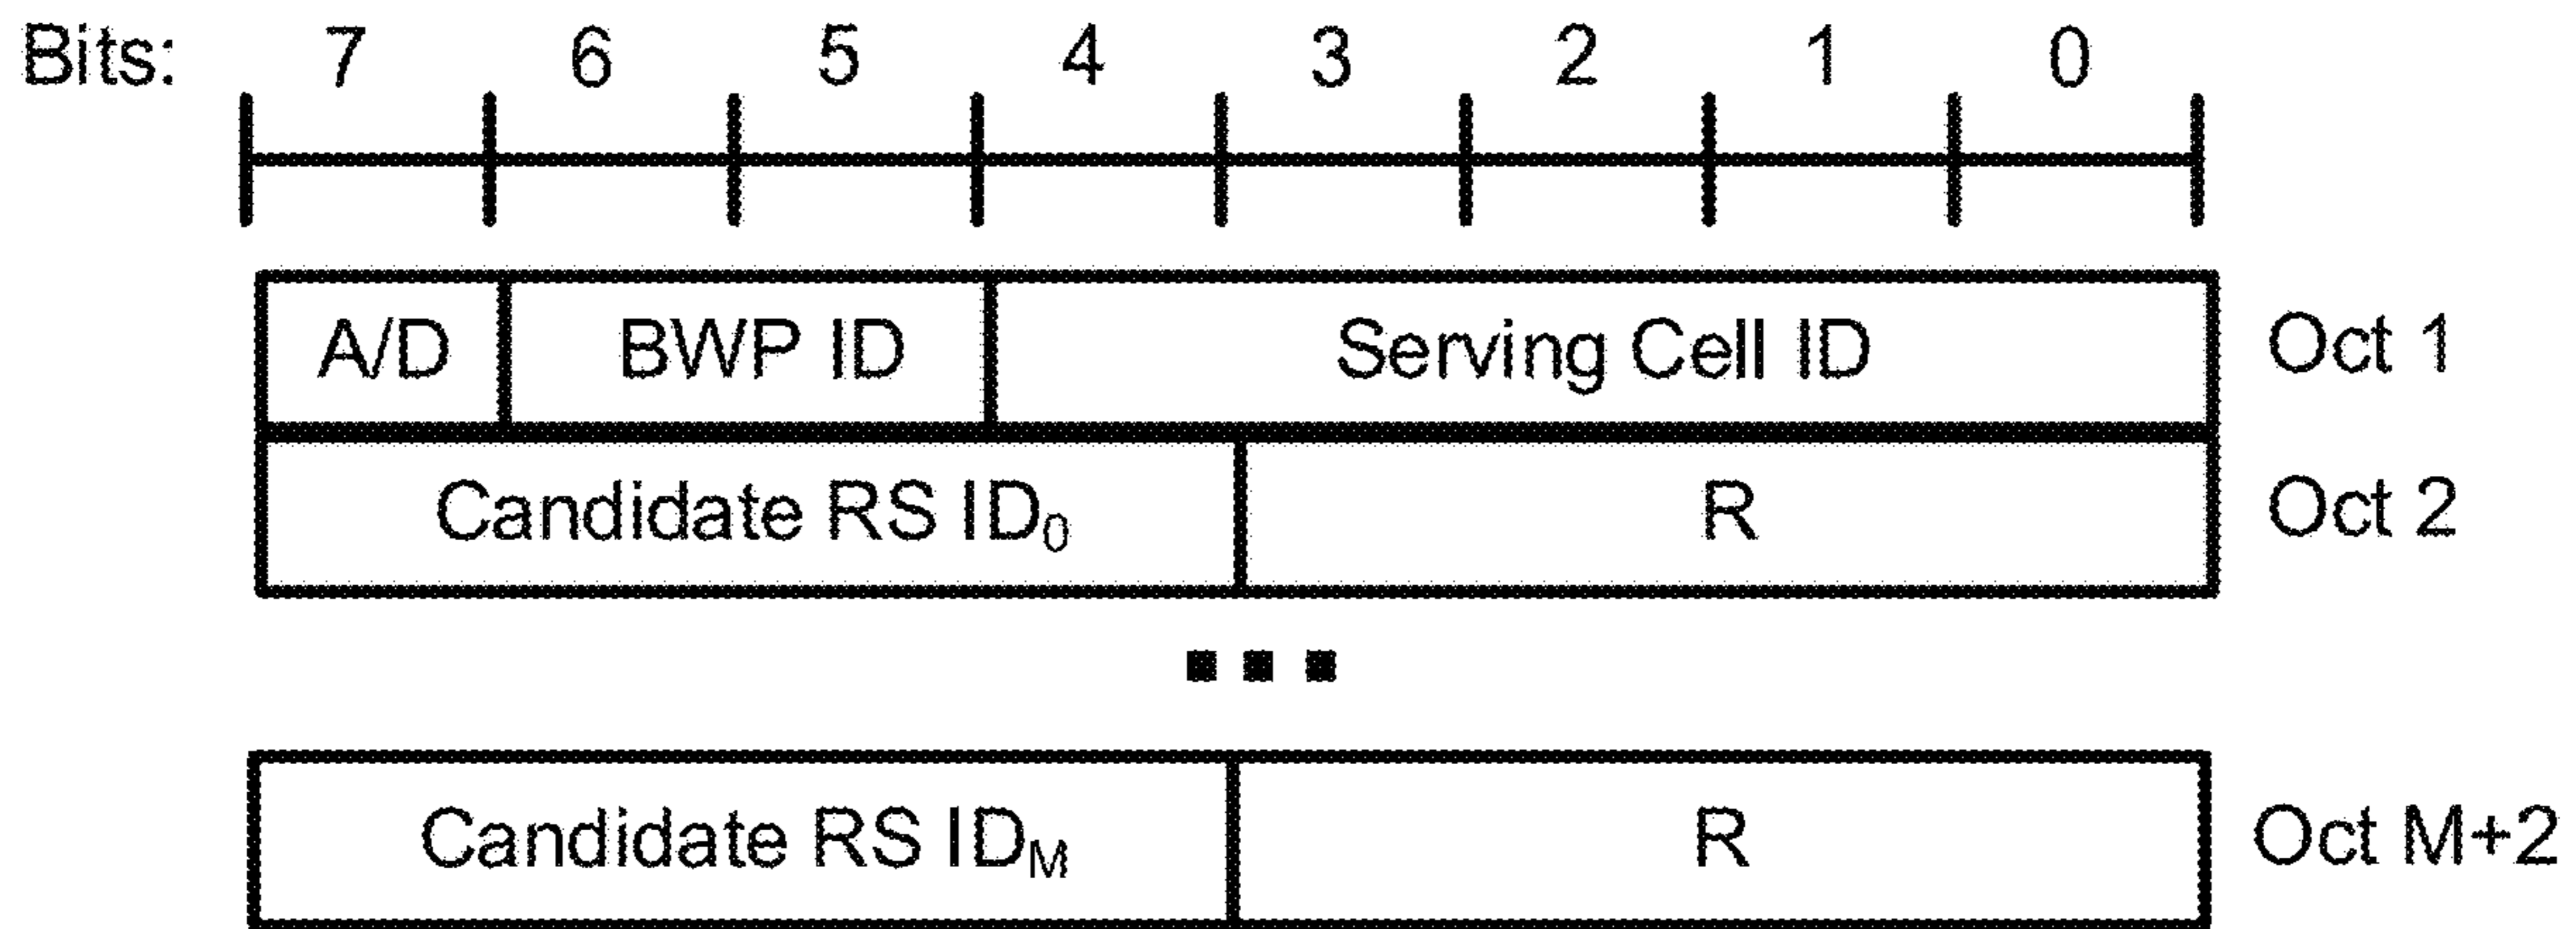 Bits: 7 6 5 4 3 2 1 0
A/D BWP ID Serving Cell ID Oct 1
Candidate RS ID₀ R Oct 2
...
Candidate RS ID_M R Oct M+2